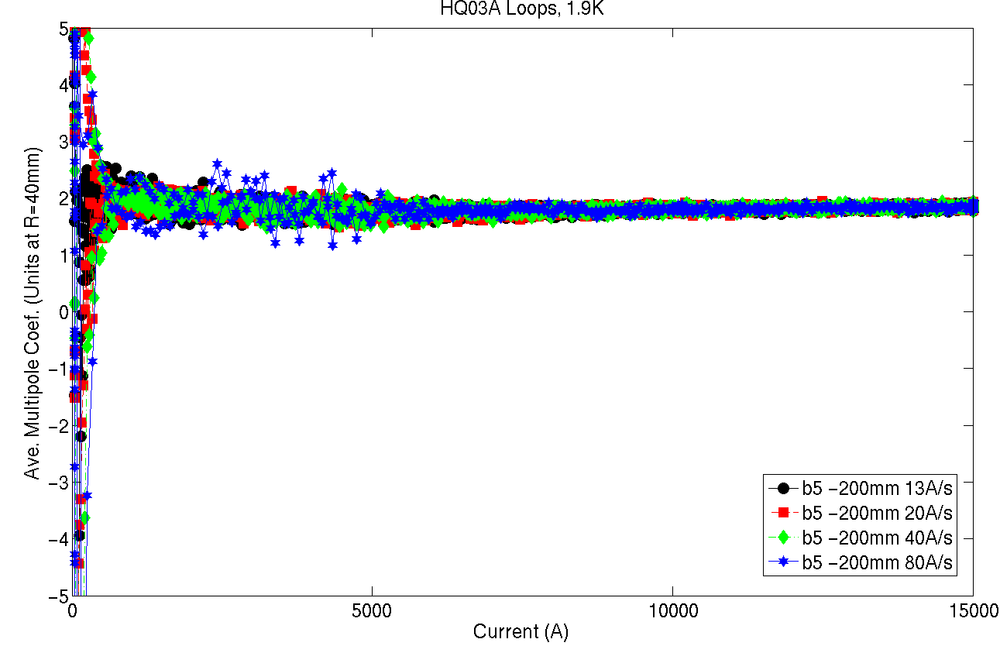 HQ03A Loops, 1.9K
Ave. Multipole Coef. (Units at R=40mm)
5
4
3
2
1
0
−1
−2
−3
−4
−5
b5 −200mm 13A/s
b5 −200mm 20A/s
b5 −200mm 40A/s
b5 −200mm 80A/s
0
5000
10000
15000
Current (A)